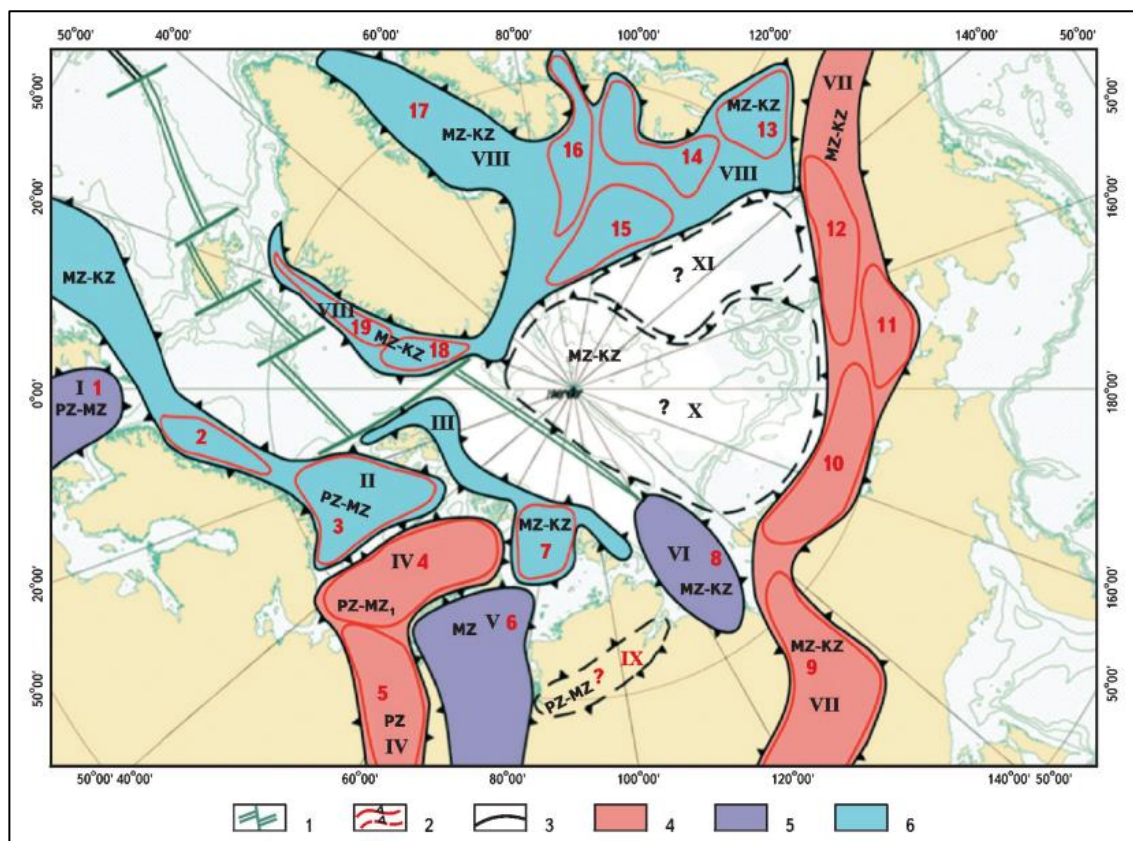 50°00' 40°00' 60°00' 80°00' 100°00' 120°00' 140°00' 50°00'
50°00'
20°00'
0°00'
20°00'
50°00'
50°00'
160°00'
180°00'
160°00'
50°00'
VII
MZ-KZ
17
MZ-KZ
VIII
16
14
MZ-KZ
13
VIII
15
12
XI
?
11
MZ-KZ
VIII
19
MZ-KZ
18
MZ-KZ
I 1
PZ-MZ
III
?
X
2
II
PZ-MZ
3
10
MZ-KZ
7
IV 4
PZ-MZ₁
VI
8
MZ-KZ
V 6
MZ
IX
?
PZ-MZ
MZ-KZ
9
VII
5
PZ
IV
50°00' 40°00' 60°00' 80°00' 100°00' 120°00' 140°00' 50°00'
1 2 3 4 5 6